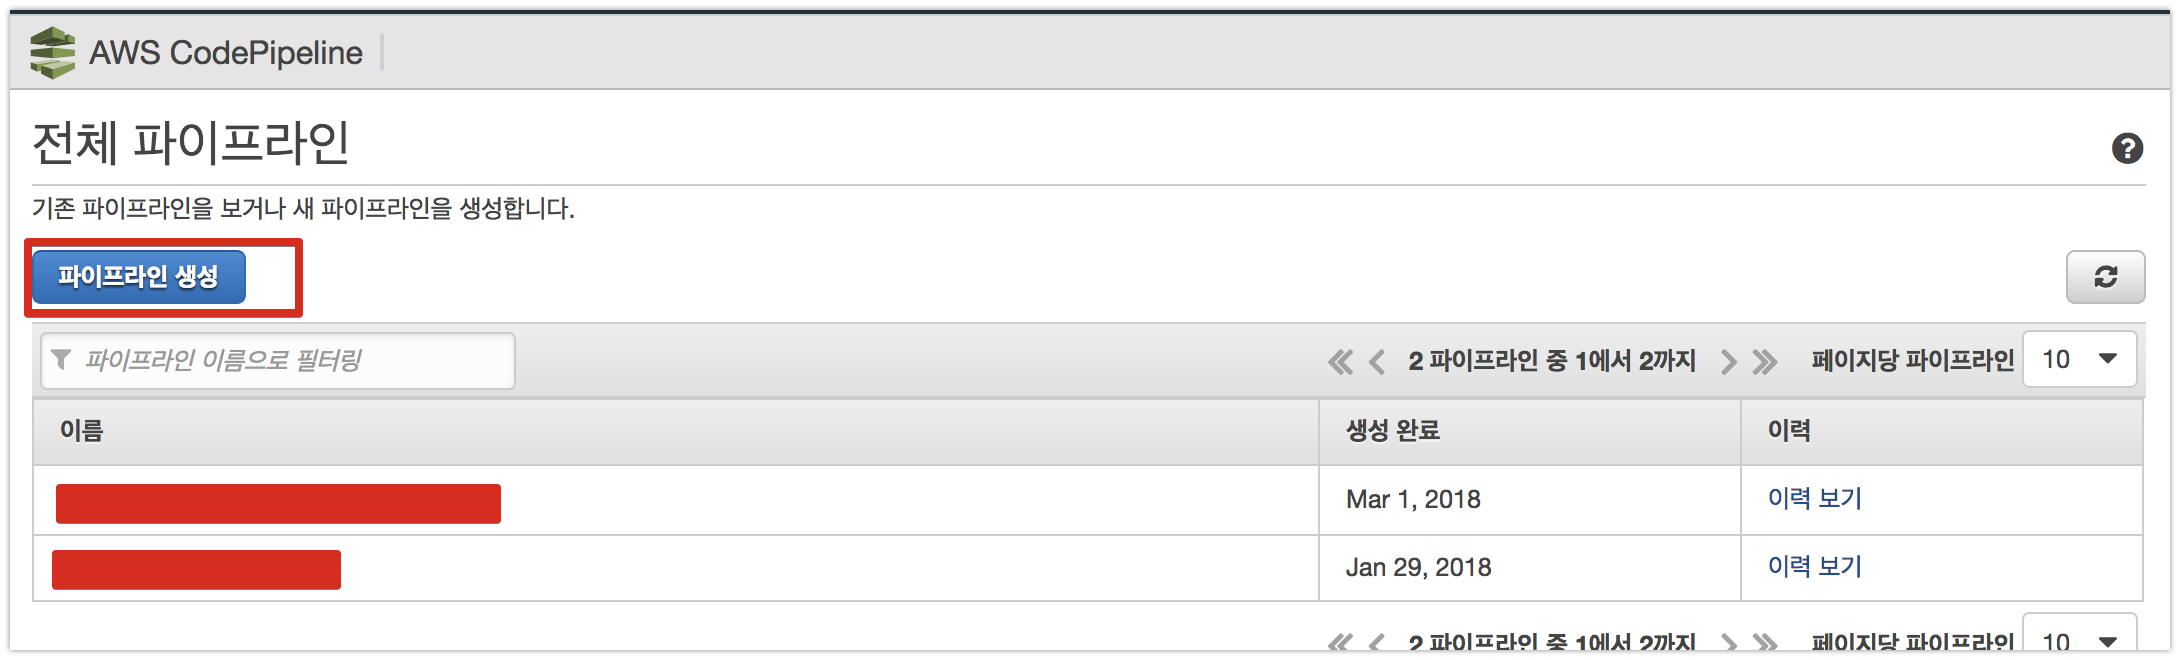 AWS CodePipeline
전체 파이프라인
?
기존 파이프라인을 보거나 새 파이프라인을 생성합니다.
파이프라인 생성
파이프라인 이름으로 필터링
2 파이프라인 중 1에서 2까지
페이지당 파이프라인 10
이름 생성 완료 이력
Mar 1, 2018 이력 보기
Jan 29, 2018 이력 보기
2 파이프라인 중 1에서 2까지
페이지당 파이프라인 10